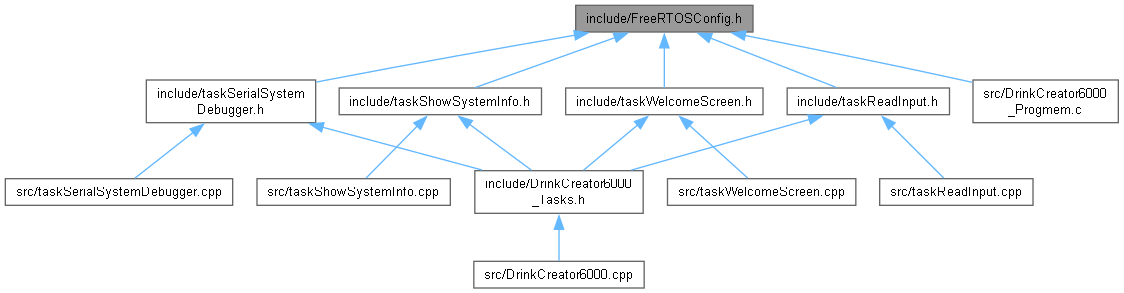 include/FreeRTOSConfig.h
include/taskSerialSystem
Debugger.h
include/taskShowSystemInfo.h
include/taskWelcomeScreen.h
include/taskReadInput.h
src/DrinkCreator6000
_Progmem.c
src/taskSerialSystemDebugger.cpp
src/taskShowSystemInfo.cpp
include/DrinkCreator6000
_Tasks.h
src/taskWelcomeScreen.cpp
src/taskReadInput.cpp
src/DrinkCreator6000.cpp